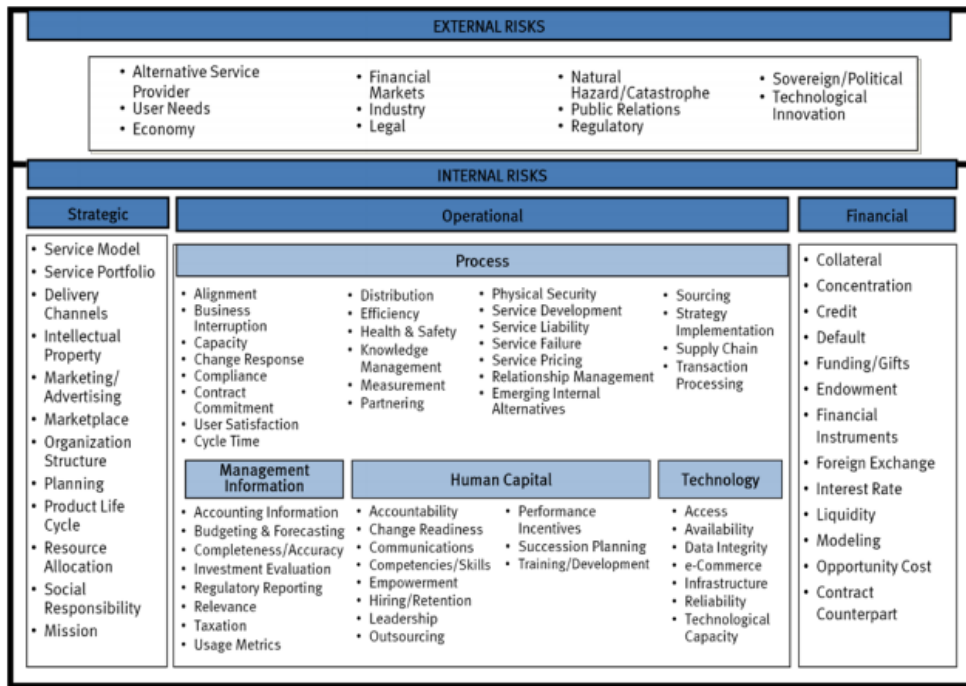 EXTERNAL RISKS
• Alternative Service
Provider
• User Needs
• Economy
• Financial
Markets
• Industry
• Legal
• Natural
Hazard/Catastrophe
• Public Relations
• Regulatory
• Sovereign/Political
• Technological
Innovation
INTERNAL RISKS
Strategic
• Service Model
• Service Portfolio
• Delivery
Channels
• Intellectual
Property
• Marketing/
Advertising
• Marketplace
• Organization
Structure
• Planning
• Product Life
Cycle
• Resource
Allocation
• Social
Responsibility
• Mission
Operational
Process
• Alignment
• Business
Interruption
• Capacity
• Change Response
• Compliance
• Contract
Commitment
• User Satisfaction
• Cycle Time
• Distribution
• Efficiency
• Health & Safety
• Knowledge
Management
• Measurement
• Partnering
• Physical Security
• Service Development
• Service Liability
• Service Failure
• Service Pricing
• Relationship Management
• Emerging Internal
Alternatives
• Sourcing
• Strategy
Implementation
• Supply Chain
• Transaction
Processing
Management
Information
• Accounting Information
• Budgeting & Forecasting
• Completeness/Accuracy
• Investment Evaluation
• Regulatory Reporting
• Relevance
• Taxation
• Usage Metrics
Human Capital
• Accountability
• Change Readiness
• Communications
• Competencies/Skills
• Empowerment
• Hiring/Retention
• Leadership
• Outsourcing
• Performance
Incentives
• Succession Planning
• Training/Development
Technology
• Access
• Availability
• Data Integrity
• e-Commerce
• Infrastructure
• Reliability
• Technological
Capacity
Financial
• Collateral
• Concentration
• Credit
• Default
• Funding/Gifts
• Endowment
• Financial
Instruments
• Foreign Exchange
• Interest Rate
• Liquidity
• Modeling
• Opportunity Cost
• Contract
Counterpart